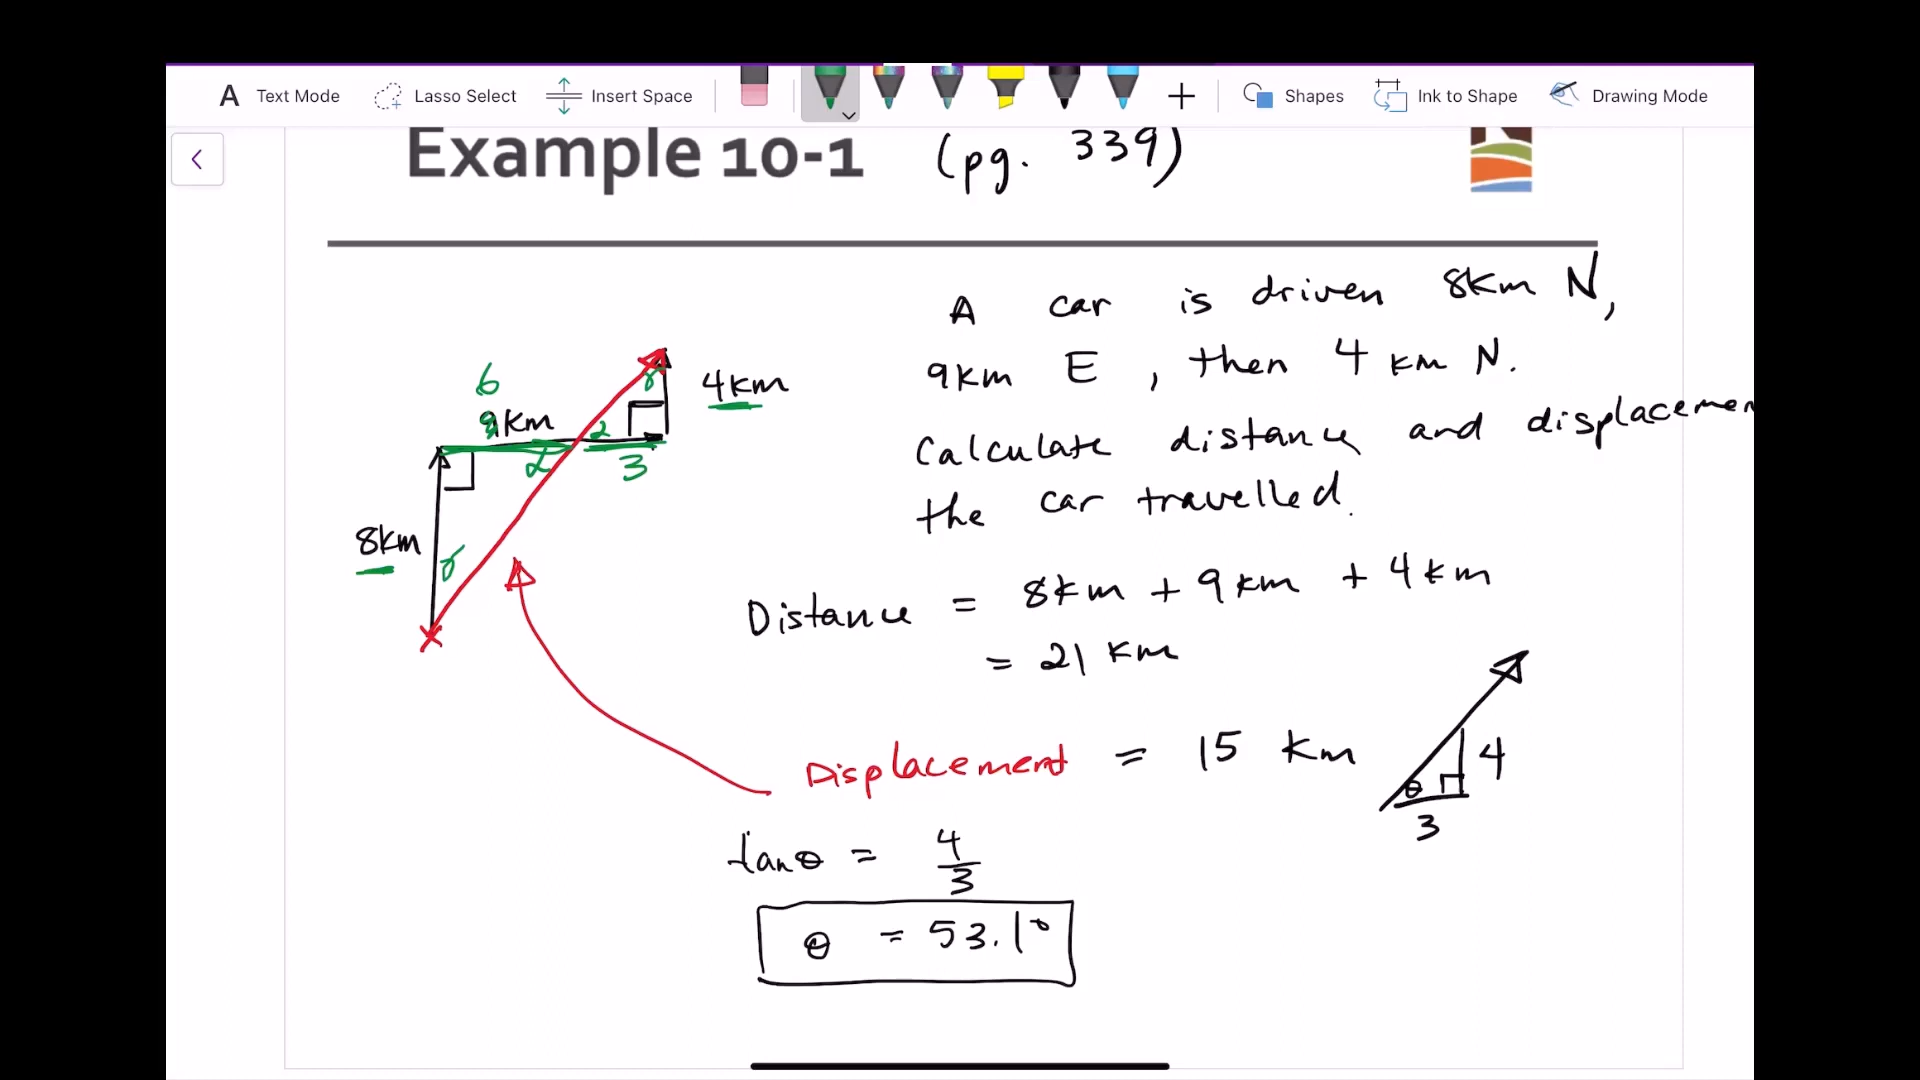 A Text Mode Lasso Select Insert Space Shapes Ink to Shape Drawing Mode
Example 10-1 (pg. 339)
A car is driven 8km N,
9km E, then 4 km N.
Calculate distance and displacemen
the car travelled.
6
9km
4km
2
3
8km
Distance = 8km + 9km + 4km
= 21 km
Displacement = 15 km
4
θ
3
tanθ = 4/3
θ = 53.1°